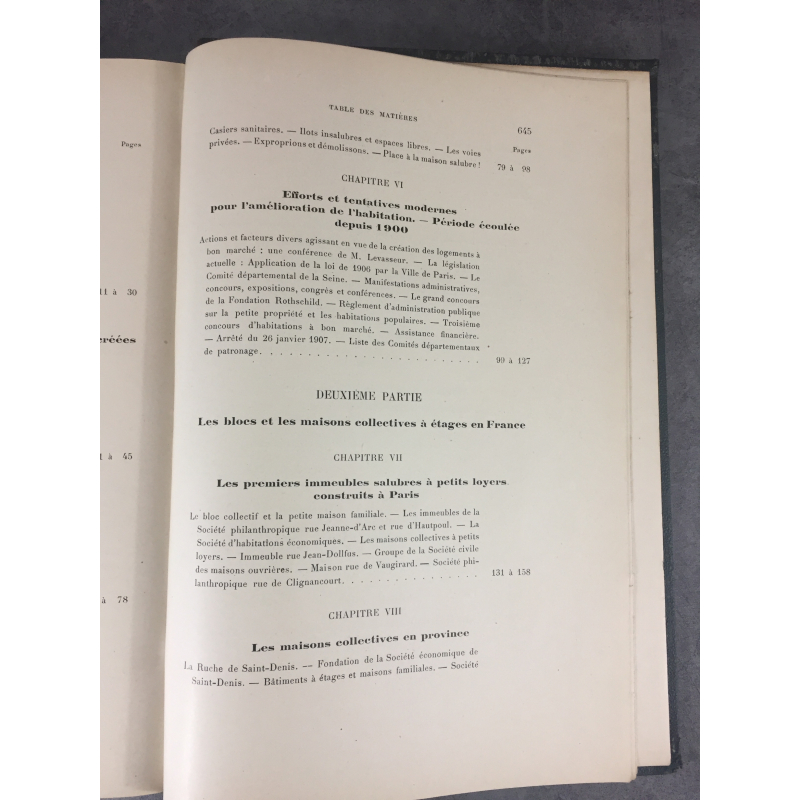 Pages
11 à 30
créées
à 45
à 78
TABLE DES MATIÈRES 645
Casiers sanitaires. — Ilots insalubres et espaces libres. — Les voies Pages
privées. — Exproprions et démolissons. — Place à la maison salubre ! 79 à 98
CHAPITRE VI
Efforts et tentatives modernes
pour l'amélioration de l'habitation. — Période écoulée
depuis 1900
Actions et facteurs divers agissant en vue de la création des logements à
bon marché : une conférence de M. Levasseur. — La législation
actuelle : Application de la loi de 1906 par la Ville de Paris. — Le
Comité départemental de la Seine. — Manifestations administratives,
concours, expositions, congrès et conférences. — Le grand concours
de la Fondation Rothschild. — Règlement d'administration publique
sur la petite propriété et les habitations populaires. — Troisième
concours d'habitations à bon marché. — Assistance financière.
— Arrêté du 26 janvier 1907. — Liste des Comités départementaux
de patronage. . . . . . . . . . . . . . . . . . . . . . . . 99 à 127
DEUXIÈME PARTIE
Les blocs et les maisons collectives à étages en France
CHAPITRE VII
Les premiers immeubles salubres à petits loyers
construits à Paris
Le bloc collectif et la petite maison familiale. — Les immeubles de la
Société philanthropique rue Jeanne-d'Arc et rue d'Hautpoul. — La
Société d'habitations économiques. — Les maisons collectives à petits
loyers. — Immeuble rue Jean-Dollfus. — Groupe de la Société civile
des maisons ouvrières. — Maison rue de Vaugirard. — Société phi-
lanthropique rue de Clignancourt. . . . . . . . . . . . . . . . 131 à 158
CHAPITRE VIII
Les maisons collectives en province
La Ruche de Saint-Denis. — Fondation de la Société économique de
Saint-Denis. — Bâtiments à étages et maisons familiales. — Société